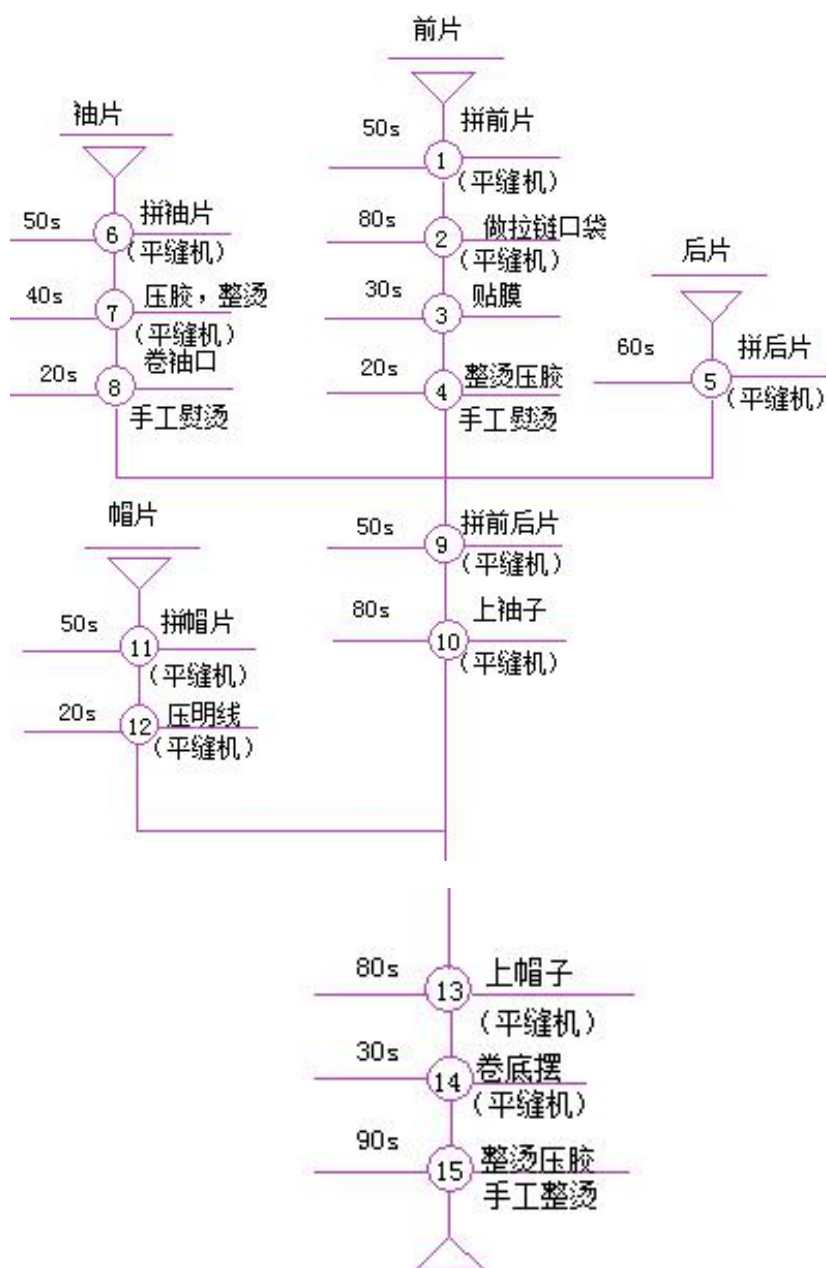 前片
50s
拼前片
1
(平缝机)
80s
做拉链口袋
2
(平缝机)
30s
贴膜
3
20s
整烫压胶
4
手工熨烫
袖片
50s
拼袖片
6
(平缝机)
40s
压胶，整烫
7
(平缝机)
20s
卷袖口
8
手工熨烫
后片
60s
拼后片
5
(平缝机)
50s
拼前后片
9
(平缝机)
80s
上袖子
10
(平缝机)
帽片
50s
拼帽片
11
(平缝机)
20s
压明线
12
(平缝机)
80s
上帽子
13
(平缝机)
30s
卷底摆
14
(平缝机)
90s
整烫压胶
15
手工整烫